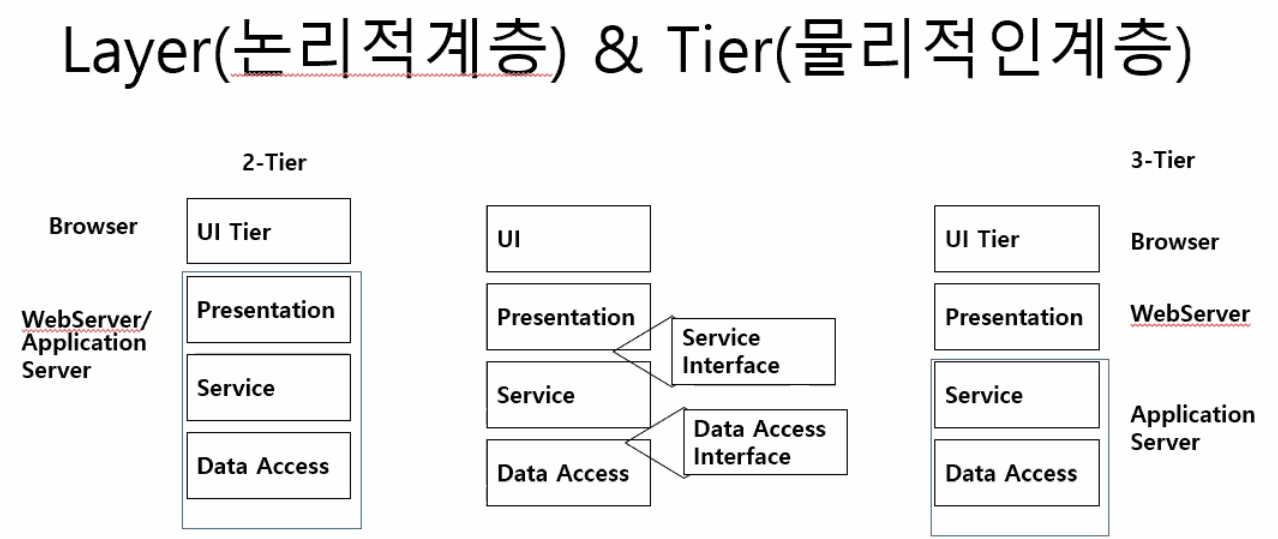 Layer(논리적계층) & Tier(물리적인계층)
2-Tier
Browser
UI Tier
WebServer/
Application
Server
Presentation
Service
Data Access
UI
Presentation
Service
Interface
Service
Data Access
Interface
Data Access
3-Tier
UI Tier
Browser
Presentation
WebServer
Service
Data Access
Application
Server